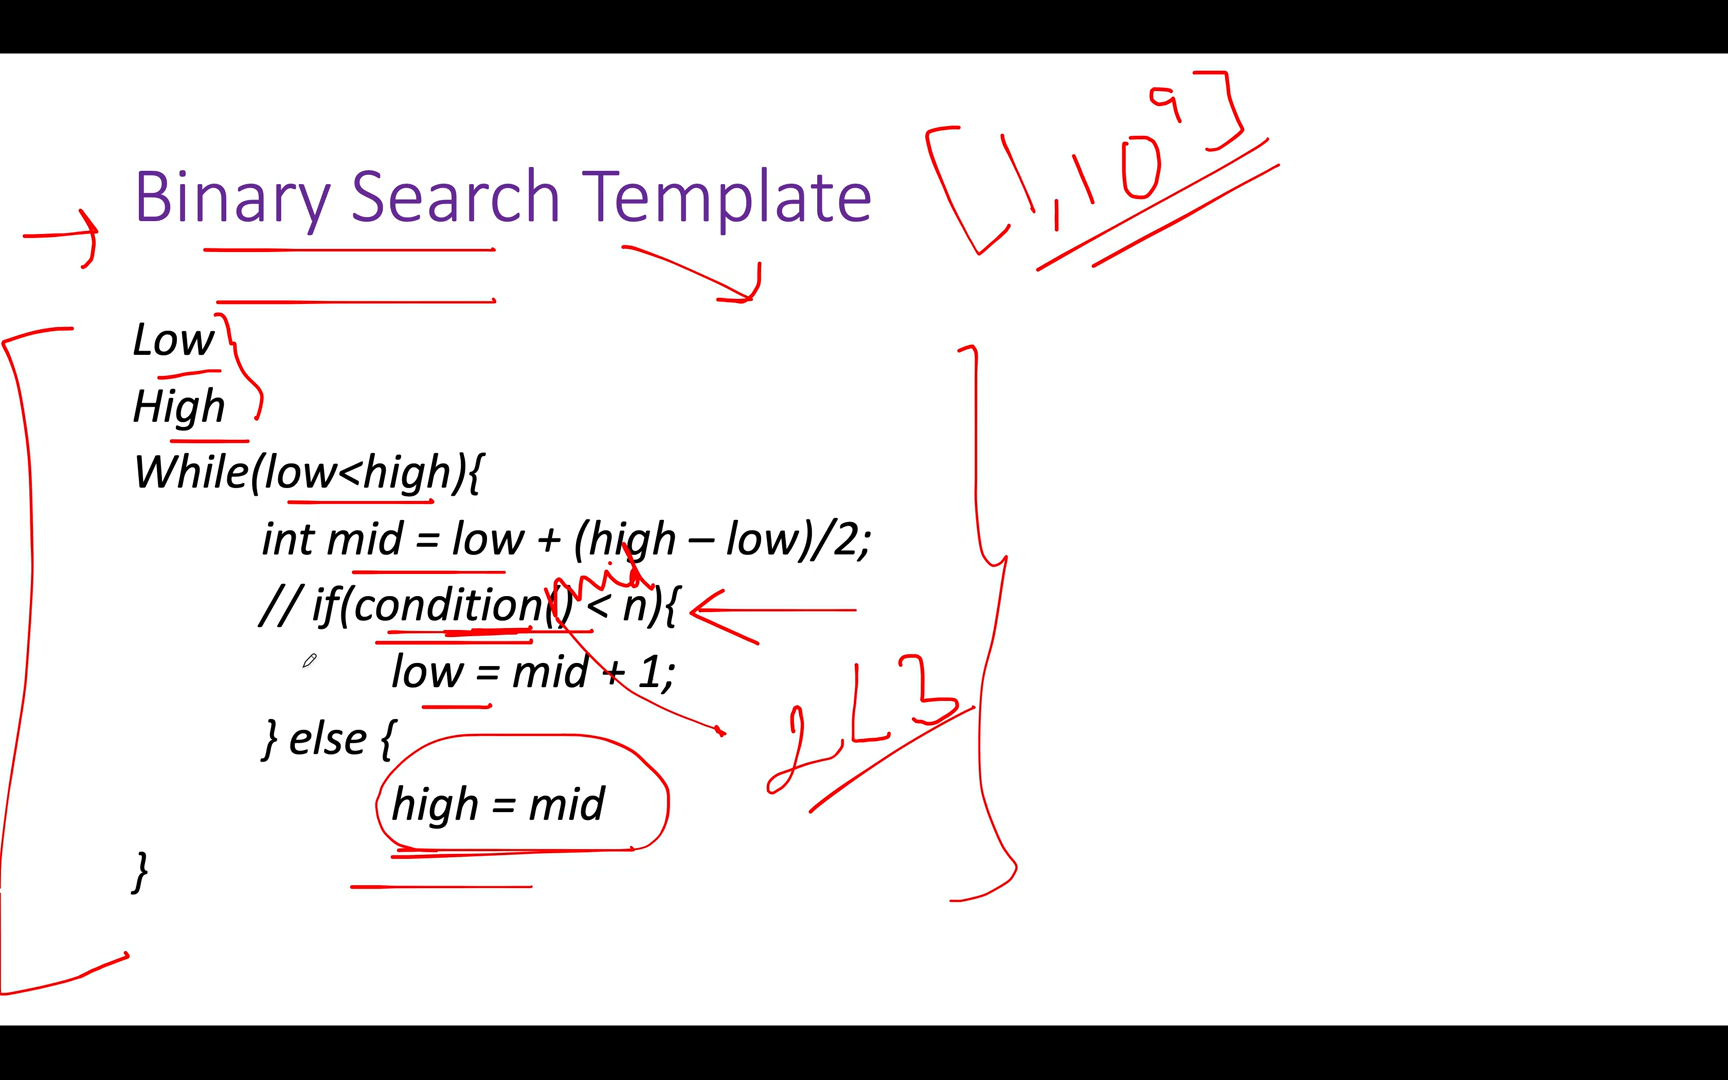 [1, 10^9]
Binary Search Template
Low
High
While(low<high){
int mid = low + (high – low)/2;
mid
// if(condition() < n){
low = mid + 1;
} else {
high = mid
}